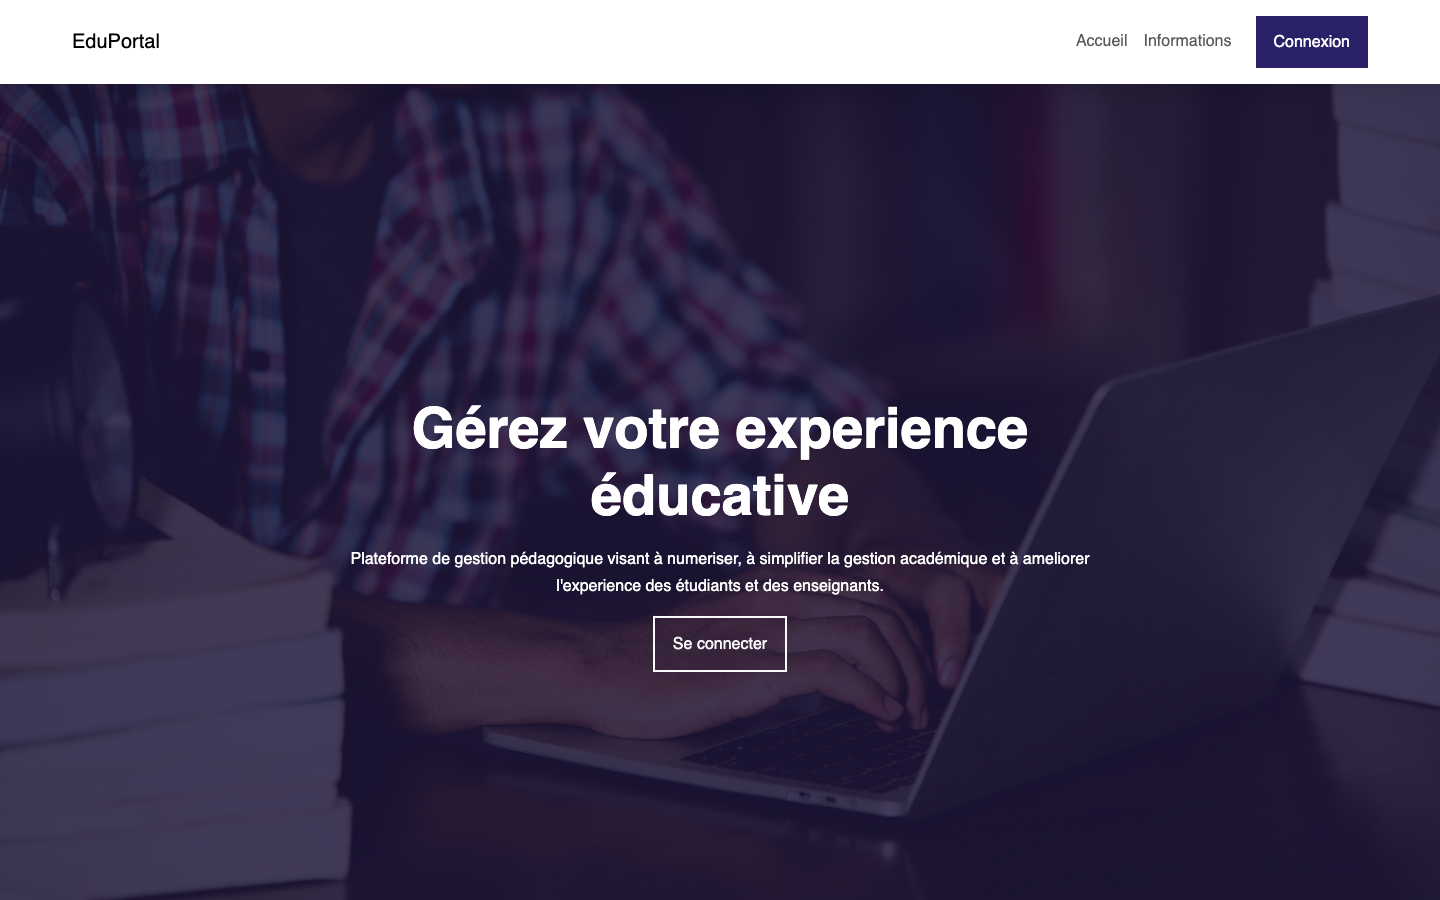 EduPortal
Accueil
Informations
Connexion
Gérez votre experience
éducative
Plateforme de gestion pédagogique visant à numeriser, à simplifier la gestion académique et à ameliorer
l'experience des étudiants et des enseignants.
Se connecter